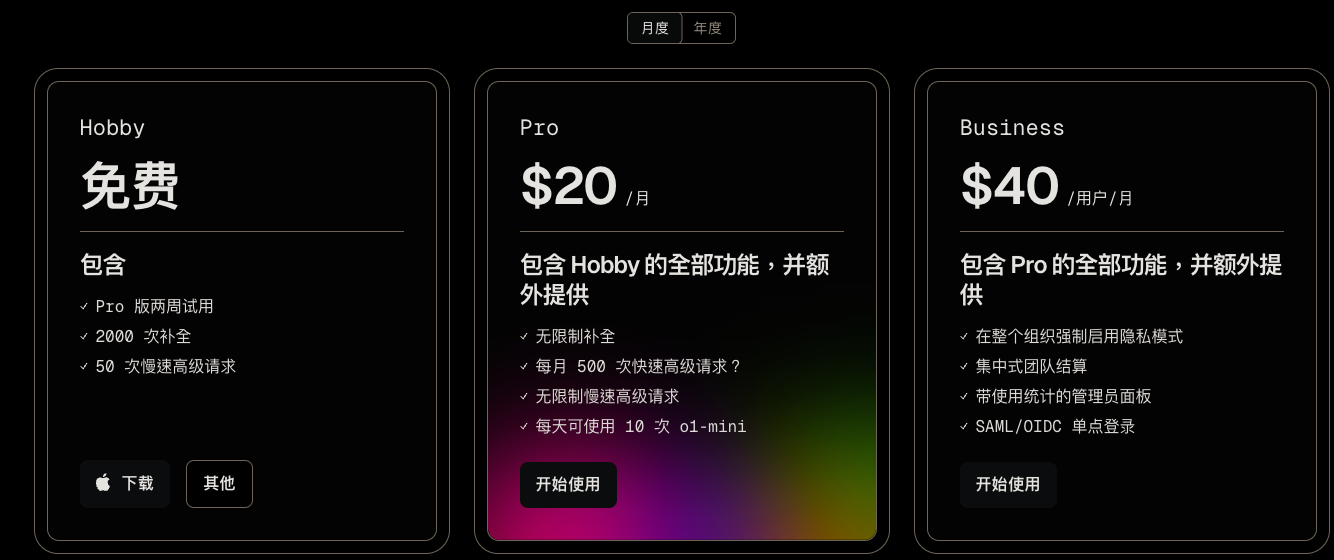 月度 年度
Hobby
免费
包含
✓ Pro 版两周试用
✓ 2000 次补全
✓ 50 次慢速高级请求
下载 其他
Pro
$20 /月
包含 Hobby 的全部功能，并额
外提供
✓ 无限制补全
✓ 每月 500 次快速高级请求？
✓ 无限制慢速高级请求
✓ 每天可使用 10 次 o1-mini
开始使用
Business
$40 /用户/月
包含 Pro 的全部功能，并额外提
供
✓ 在整个组织强制启用隐私模式
✓ 集中式团队结算
✓ 带使用统计的管理员面板
✓ SAML/OIDC 单点登录
开始使用